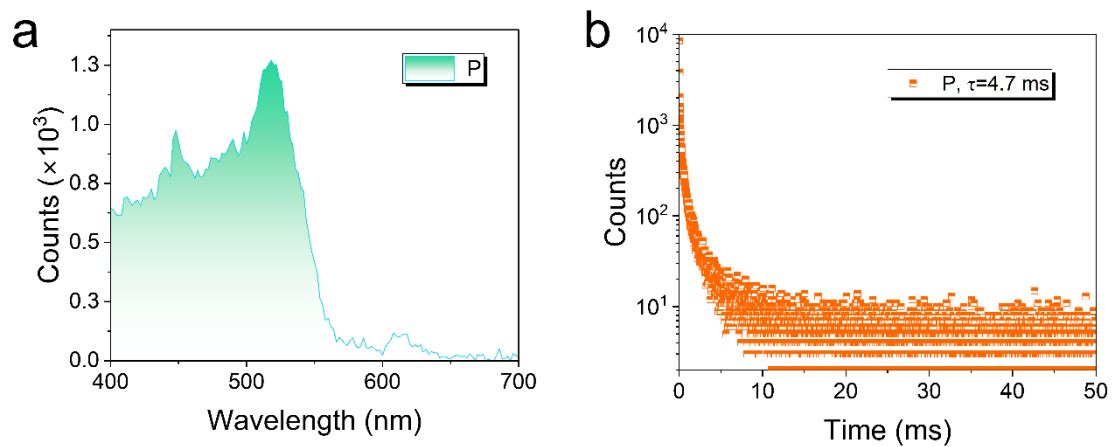 a
Counts (×10³)
1.3
1.0
0.8
0.5
0.3
0.0
400
500
600
700
Wavelength (nm)
P
b
Counts
10⁴
10³
10²
10¹
0
10
20
30
40
50
Time (ms)
P, τ=4.7 ms